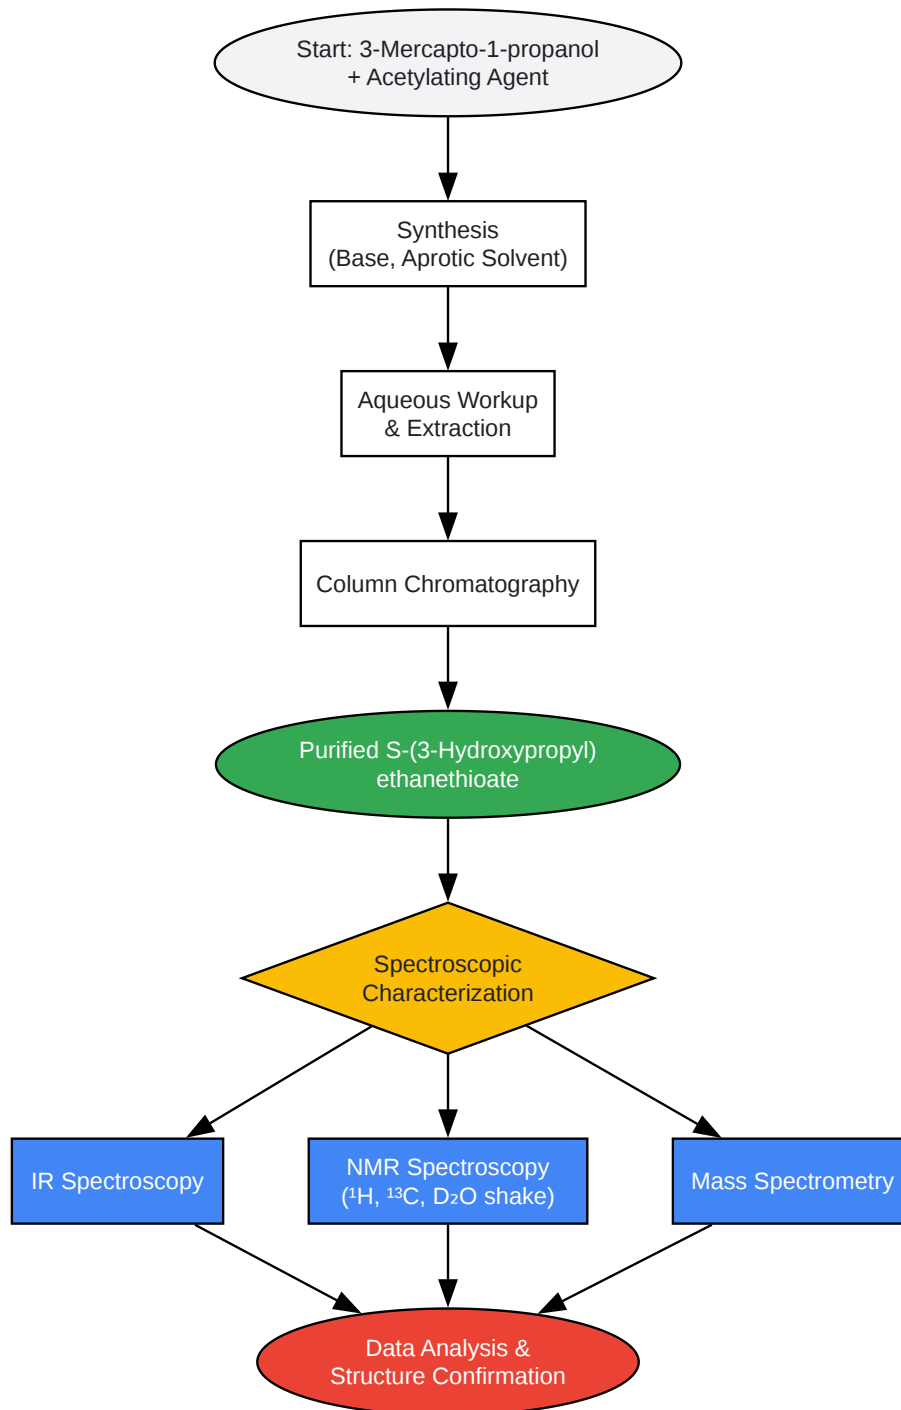 Start: 3-Mercapto-1-propanol
+ Acetylating Agent
Synthesis
(Base, Aprotic Solvent)
Aqueous Workup
& Extraction
Column Chromatography
Purified S-(3-Hydroxypropyl)
ethanethioate
Spectroscopic
Characterization
IR Spectroscopy
NMR Spectroscopy
(¹H, ¹³C, D₂O shake)
Mass Spectrometry
Data Analysis &
Structure Confirmation